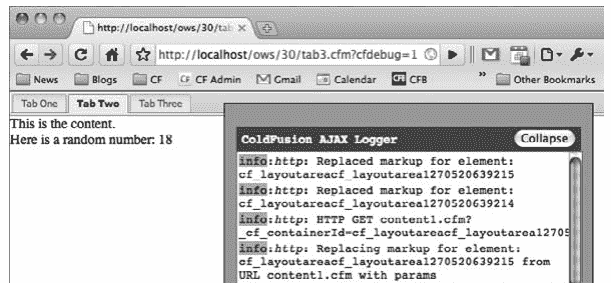 http://localhost/ows/30/tab
http://localhost/ows/30/tab3.cfm?cfdebug=1
News Blogs CF CF CF Admin Gmail Calendar CF CFB » Other Bookmarks
Tab One Tab Two Tab Three
This is the content.
Here is a random number: 18
ColdFusion AJAX Logger Collapse
info:http: Replaced markup for element:
cf_layoutareacf_layoutarea1270520639215
info:http: Replaced markup for element:
cf_layoutareacf_layoutarea1270520639214
info:http: HTTP GET content1.cfm?
_cf_containerId=cf_layoutareacf_layoutarea12705
info:http: Replacing markup for element:
cf_layoutareacf_layoutarea1270520639215 from
URL content1.cfm with params